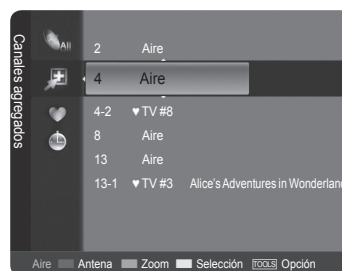 Canales agregados
All
2 Aire
4 Aire
4-2 ♥ TV #8
8 Aire
13 Aire
13-1 ♥ TV #3 Alice's Adventures in Wonderland
Aire Antena Zoom Selección TOOLS Opción